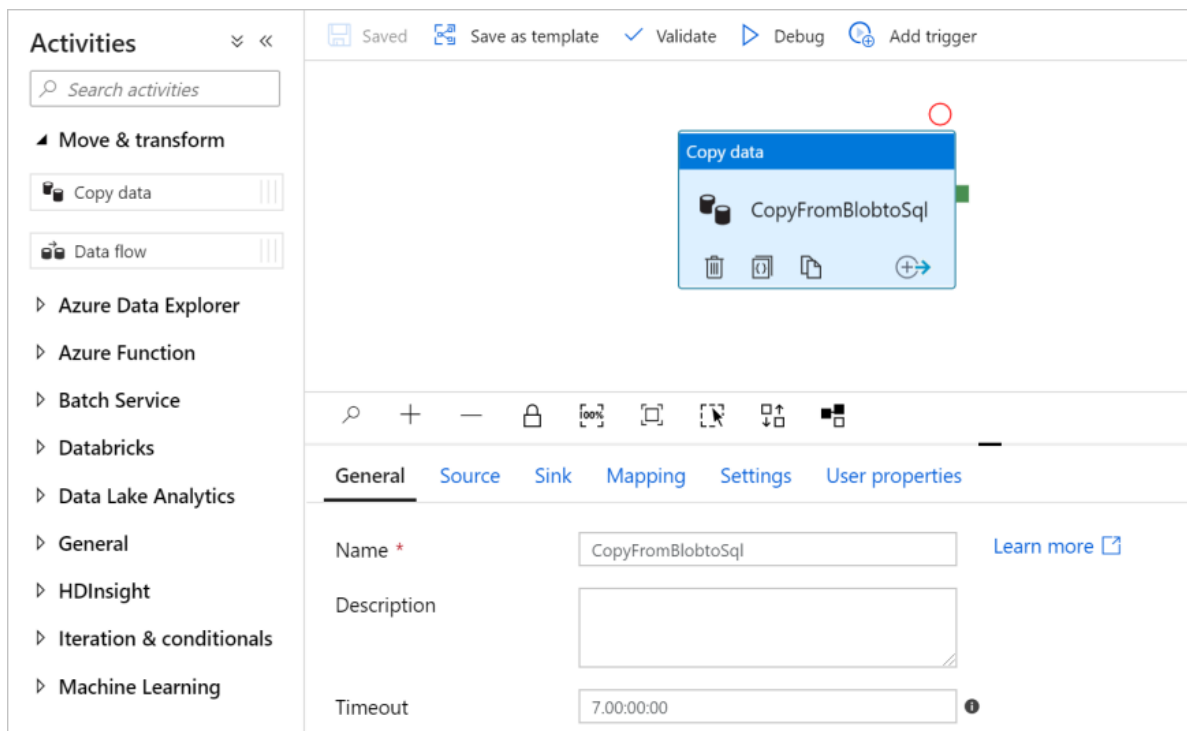 Activities
Search activities
Move & transform
Copy data
Data flow
Azure Data Explorer
Azure Function
Batch Service
Databricks
Data Lake Analytics
General
HDInsight
Iteration & conditionals
Machine Learning
Saved Save as template Validate Debug Add trigger
Copy data
CopyFromBlobtoSql
100%
General Source Sink Mapping Settings User properties
Name * CopyFromBlobtoSql Learn more
Description
Timeout 7.00:00:00